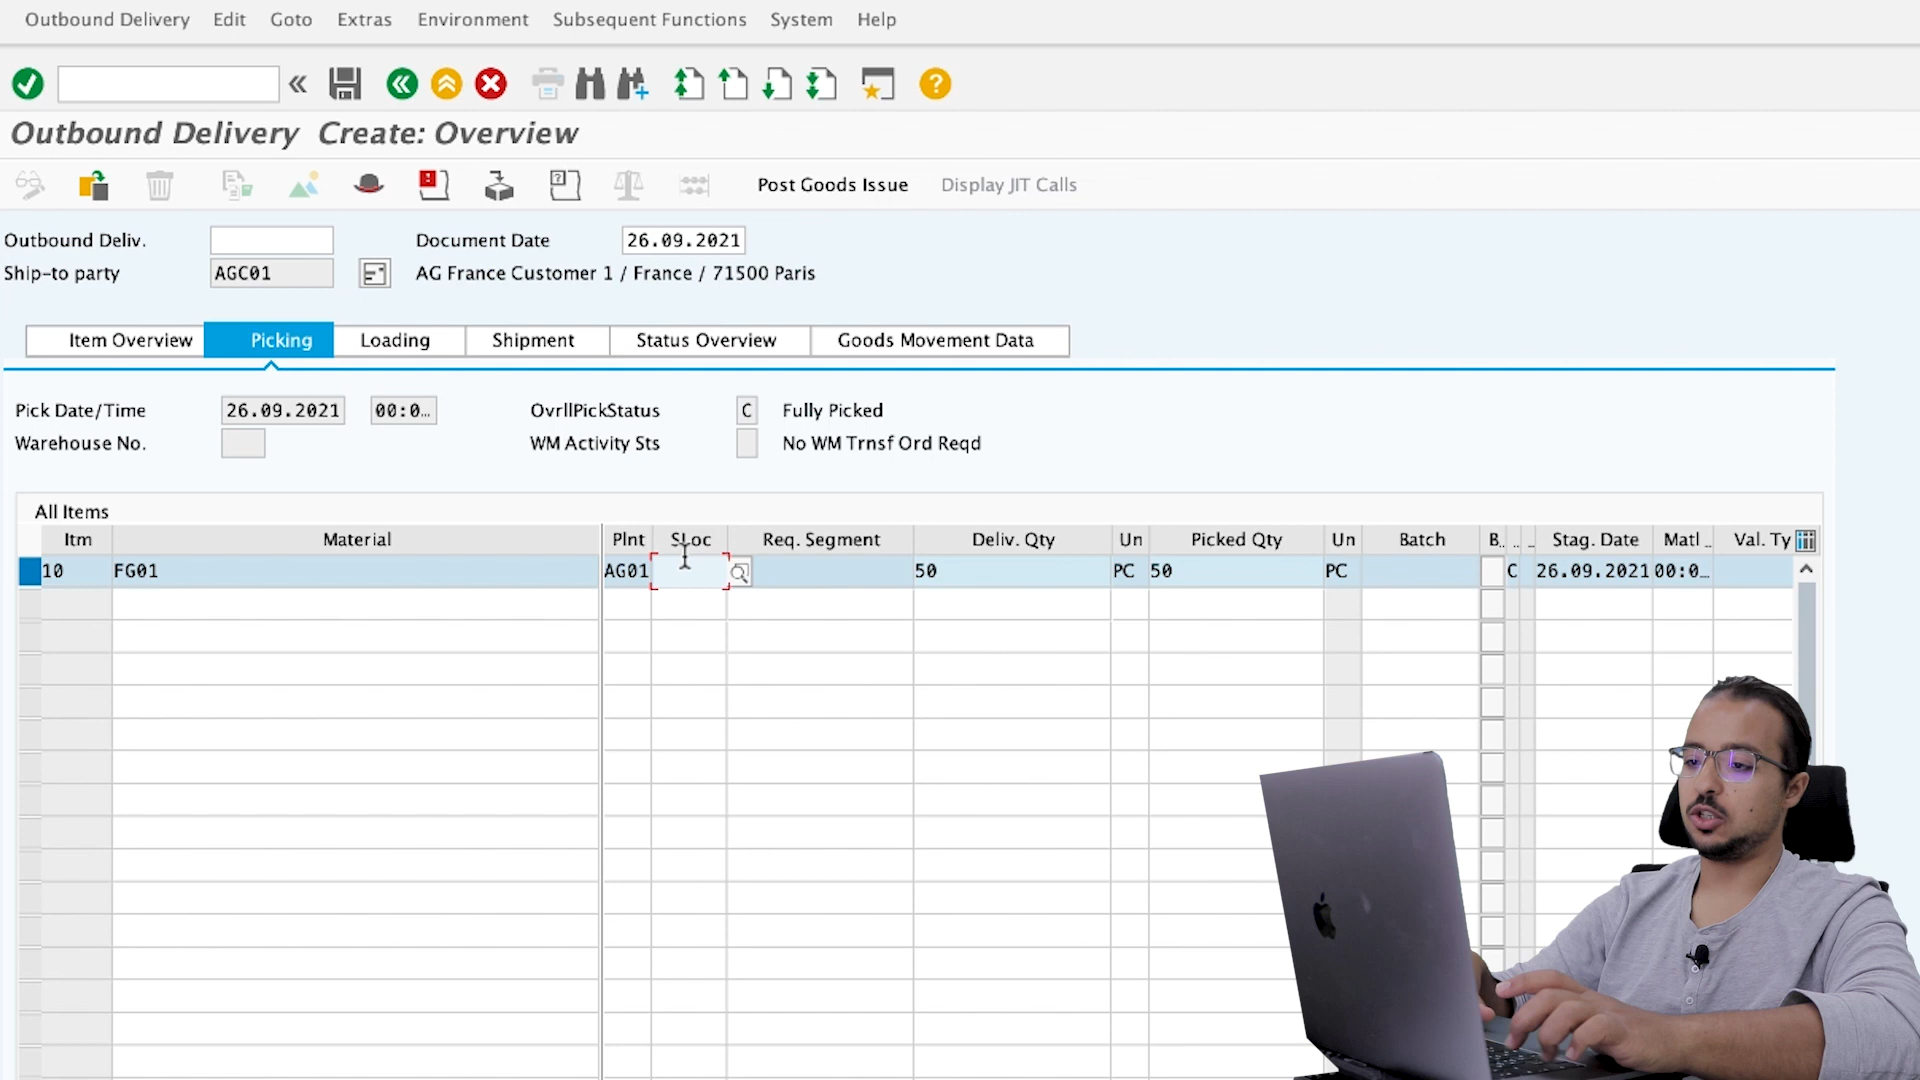 Outbound Delivery Edit Goto Extras Environment Subsequent Functions System Help
Outbound Delivery Create: Overview
Post Goods Issue Display JIT Calls
Outbound Deliv. Document Date 26.09.2021
Ship-to party AGC01 AG France Customer 1 / France / 71500 Paris
Item Overview Picking Loading Shipment Status Overview Goods Movement Data
Pick Date/Time 26.09.2021 00:0… OvrllPickStatus C Fully Picked
Warehouse No. WM Activity Sts No WM Trnsf Ord Reqd
All Items
Itm Material Plnt SLoc Req. Segment Deliv. Qty Un Picked Qty Un Batch B.. .. .. Stag. Date Matl .. Val. Ty
10 FG01 AG01 50 PC 50 PC C 26.09.2021 00:0…